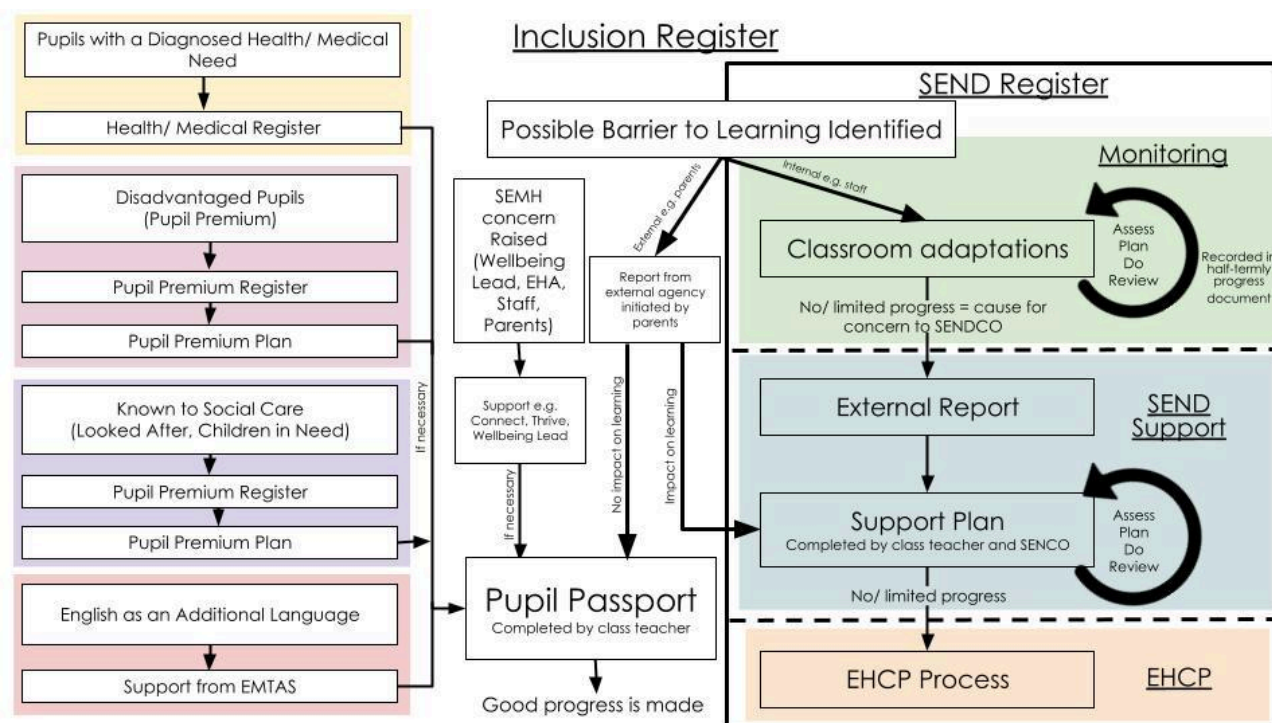 Inclusion Register
Pupils with a Diagnosed Health/ Medical
Need
Health/ Medical Register
Disadvantaged Pupils
(Pupil Premium)
Pupil Premium Register
Pupil Premium Plan
Known to Social Care
(Looked After, Children in Need)
Pupil Premium Register
Pupil Premium Plan
English as an Additional Language
Support from EMTAS
If necessary
SEMH
concern
Raised
(Wellbeing
Lead, EHA,
Staff,
Parents)
Support e.g.
Connect, Thrive,
Wellbeing Lead
If necessary
Possible Barrier to Learning Identified
External e.g. parents
Internal e.g. staff
Report from
external agency
initiated by
parents
No impact on learning
Impact on learning
Pupil Passport
Completed by class teacher
Good progress is made
SEND Register
Monitoring
Classroom adaptations
Assess
Plan
Do
Review
Recorded in
half-termly
progress
document
No/ limited progress = cause for
concern to SENDCO
SEND
Support
External Report
Support Plan
Completed by class teacher and SENCO
Assess
Plan
Do
Review
No/ limited progress
EHCP Process
EHCP